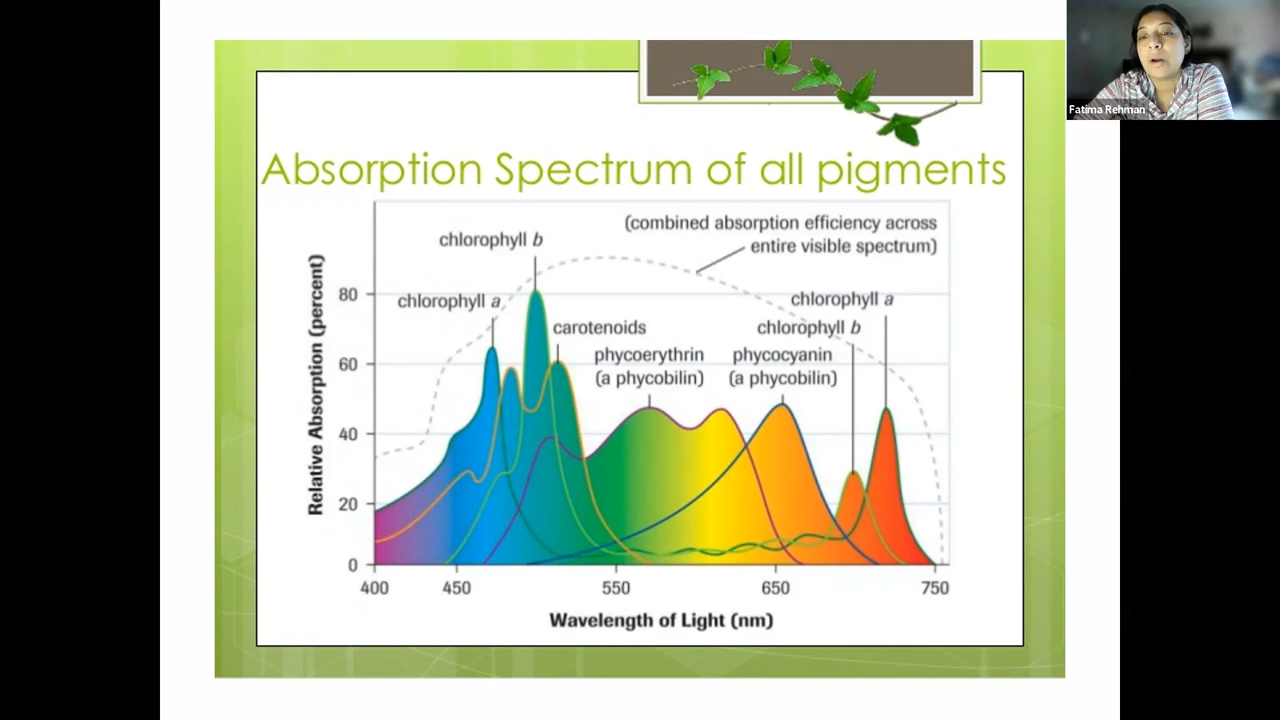 Fatima Rehman
Absorption Spectrum of all pigments
(combined absorption efficiency across
entire visible spectrum)
chlorophyll b
chlorophyll a
chlorophyll a
chlorophyll b
carotenoids
phycoerythrin
(a phycobilin)
phycocyanin
(a phycobilin)
Relative Absorption (percent)
80
60
40
20
0
400 450 550 650 750
Wavelength of Light (nm)